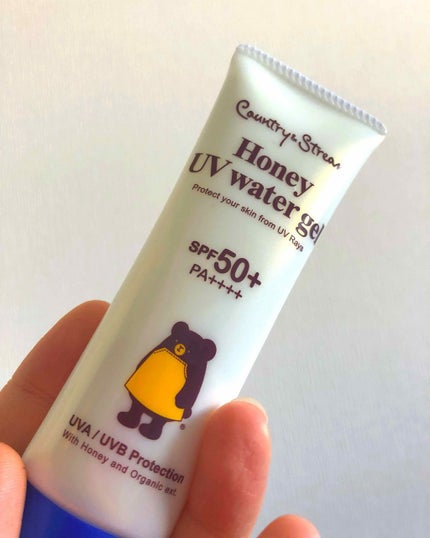 Country & Stream
Honey
UV water gel
Protect your skin from UV Rays
SPF50+
PA++++
®
UVA / UVB Protection
With Honey and Organic ext.